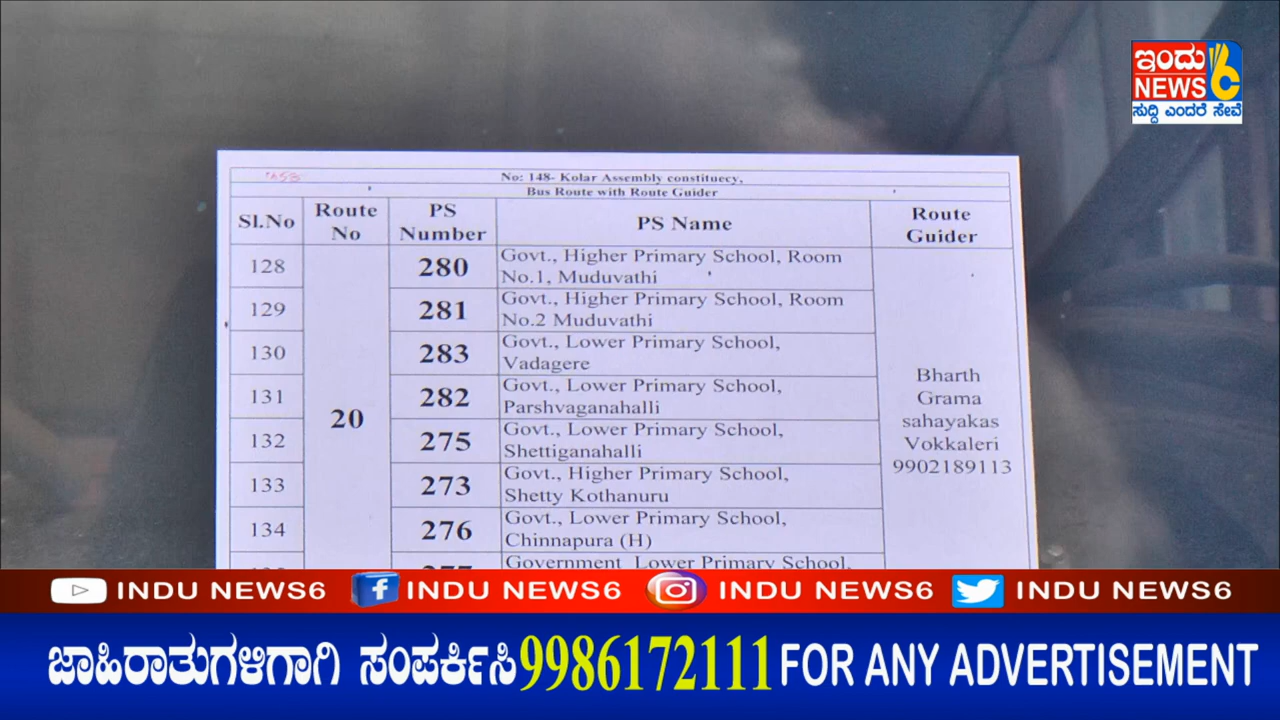 ಇಂದು
NEWS 6
ಸುದ್ದಿ ಎಂದರೆ ಸೇವೆ
No: 148- Kolar Assembly constituecy,
Bus Route with Route Guider
Sl.No Route No PS Number PS Name Route Guider
128 280 Govt., Higher Primary School, Room
No.1, Muduvathi
129 281 Govt., Higher Primary School, Room
No.2 Muduvathi
130 283 Govt., Lower Primary School,
Vadagere
131 282 Govt., Lower Primary School,
Parshvaganahalli
20
132 275 Govt., Lower Primary School,
Shettiganahalli
133 273 Govt., Higher Primary School,
Shetty Kothanuru
134 276 Govt., Lower Primary School,
Chinnapura (H)
Government Lower Primary School,
Bharth
Grama
sahayakas
Vokkaleri
9902189113
INDU NEWS6 INDU NEWS6 INDU NEWS6 INDU NEWS6
ಜಾಹಿರಾತುಗಳಿಗಾಗಿ ಸಂಪರ್ಕಿಸಿ 9986172111 FOR ANY ADVERTISEMENT